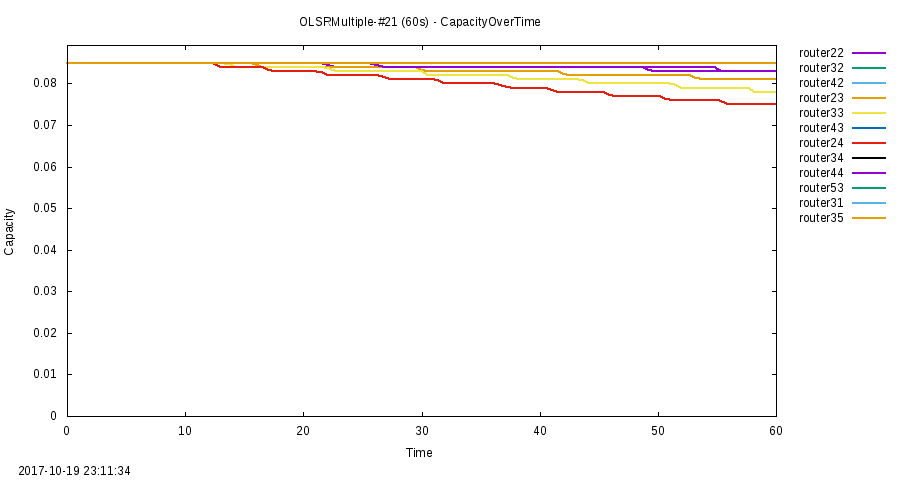 OLSRMultiple-#21 (60s) - CapacityOverTime
router22
router32
router42
router23
router33
router43
router24
router34
router44
router53
router31
router35
0.08
0.07
0.06
0.05
0.04
0.03
0.02
0.01
0
Capacity
0 10 20 30 40 50 60
Time
2017-10-19 23:11:34